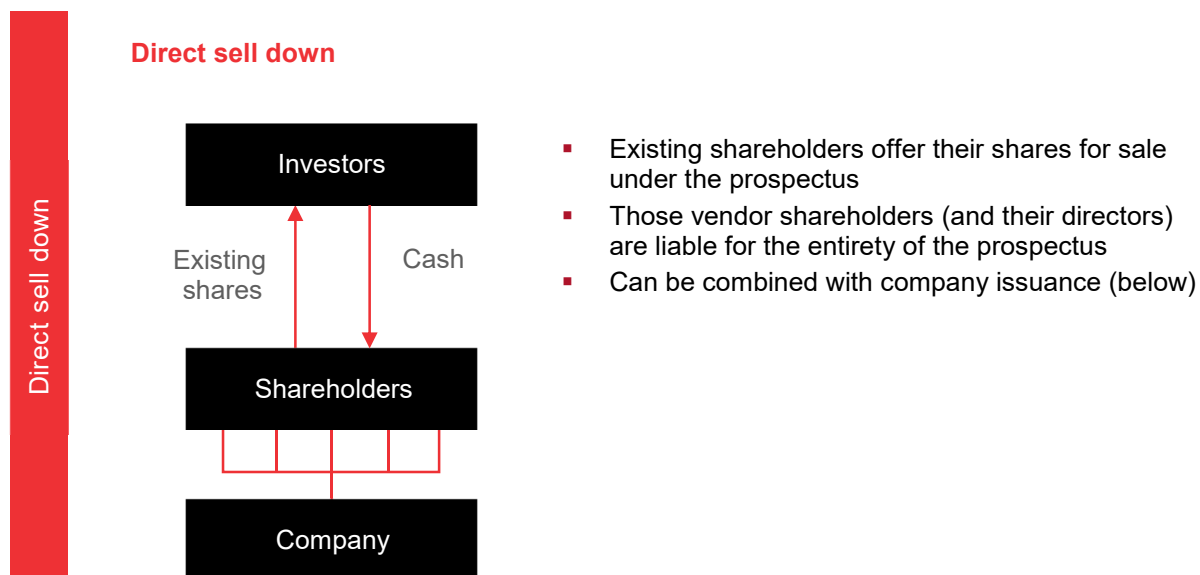 Direct sell down
Direct sell down
Investors
Existing
shares
Cash
Shareholders
Company
▪ Existing shareholders offer their shares for sale
under the prospectus
▪ Those vendor shareholders (and their directors)
are liable for the entirety of the prospectus
▪ Can be combined with company issuance (below)